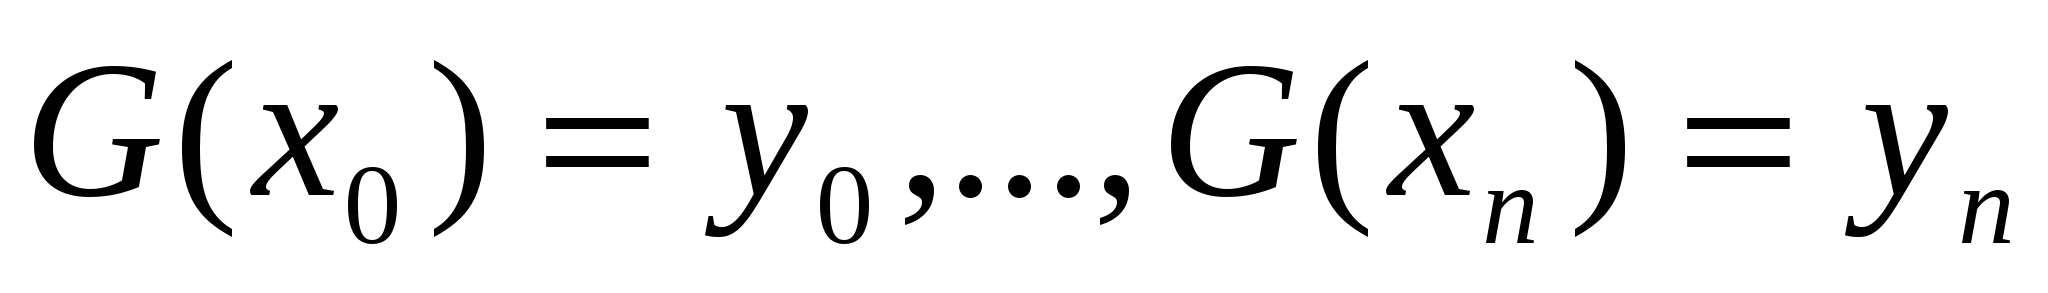 G(x₀) = y₀,...,G(xₙ) = yₙ